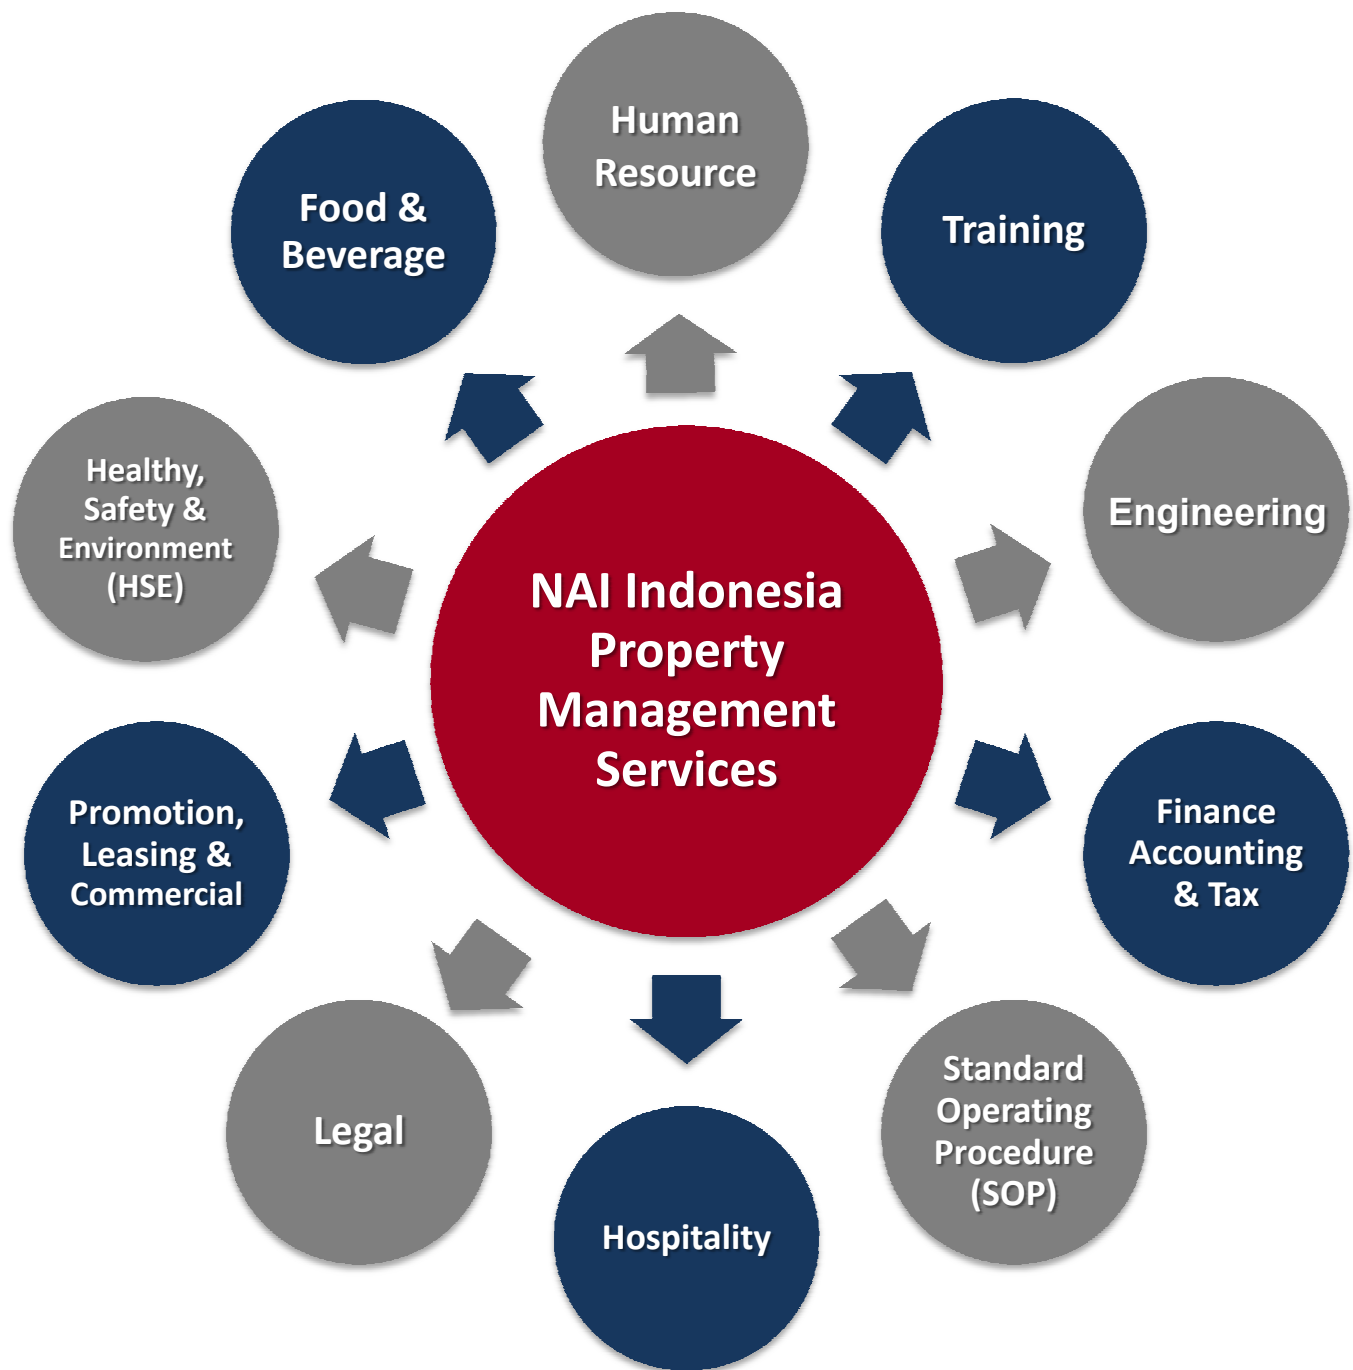 Human
Resource
Training
Engineering
Finance
Accounting
& Tax
Standard
Operating
Procedure
(SOP)
Hospitality
Legal
Promotion,
Leasing &
Commercial
Healthy,
Safety &
Environment
(HSE)
Food &
Beverage
NAI Indonesia
Property
Management
Services